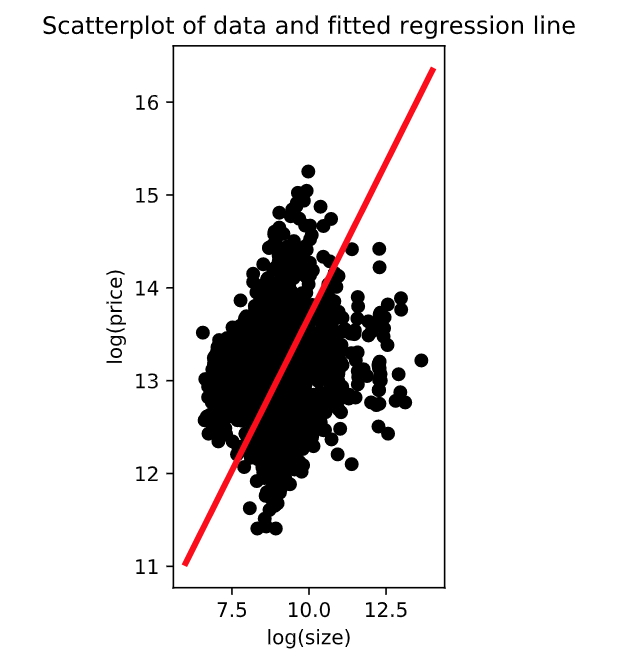 Scatterplot of data and fitted regression line
16
15
14
13
12
11
log(price)
7.5 10.0 12.5
log(size)